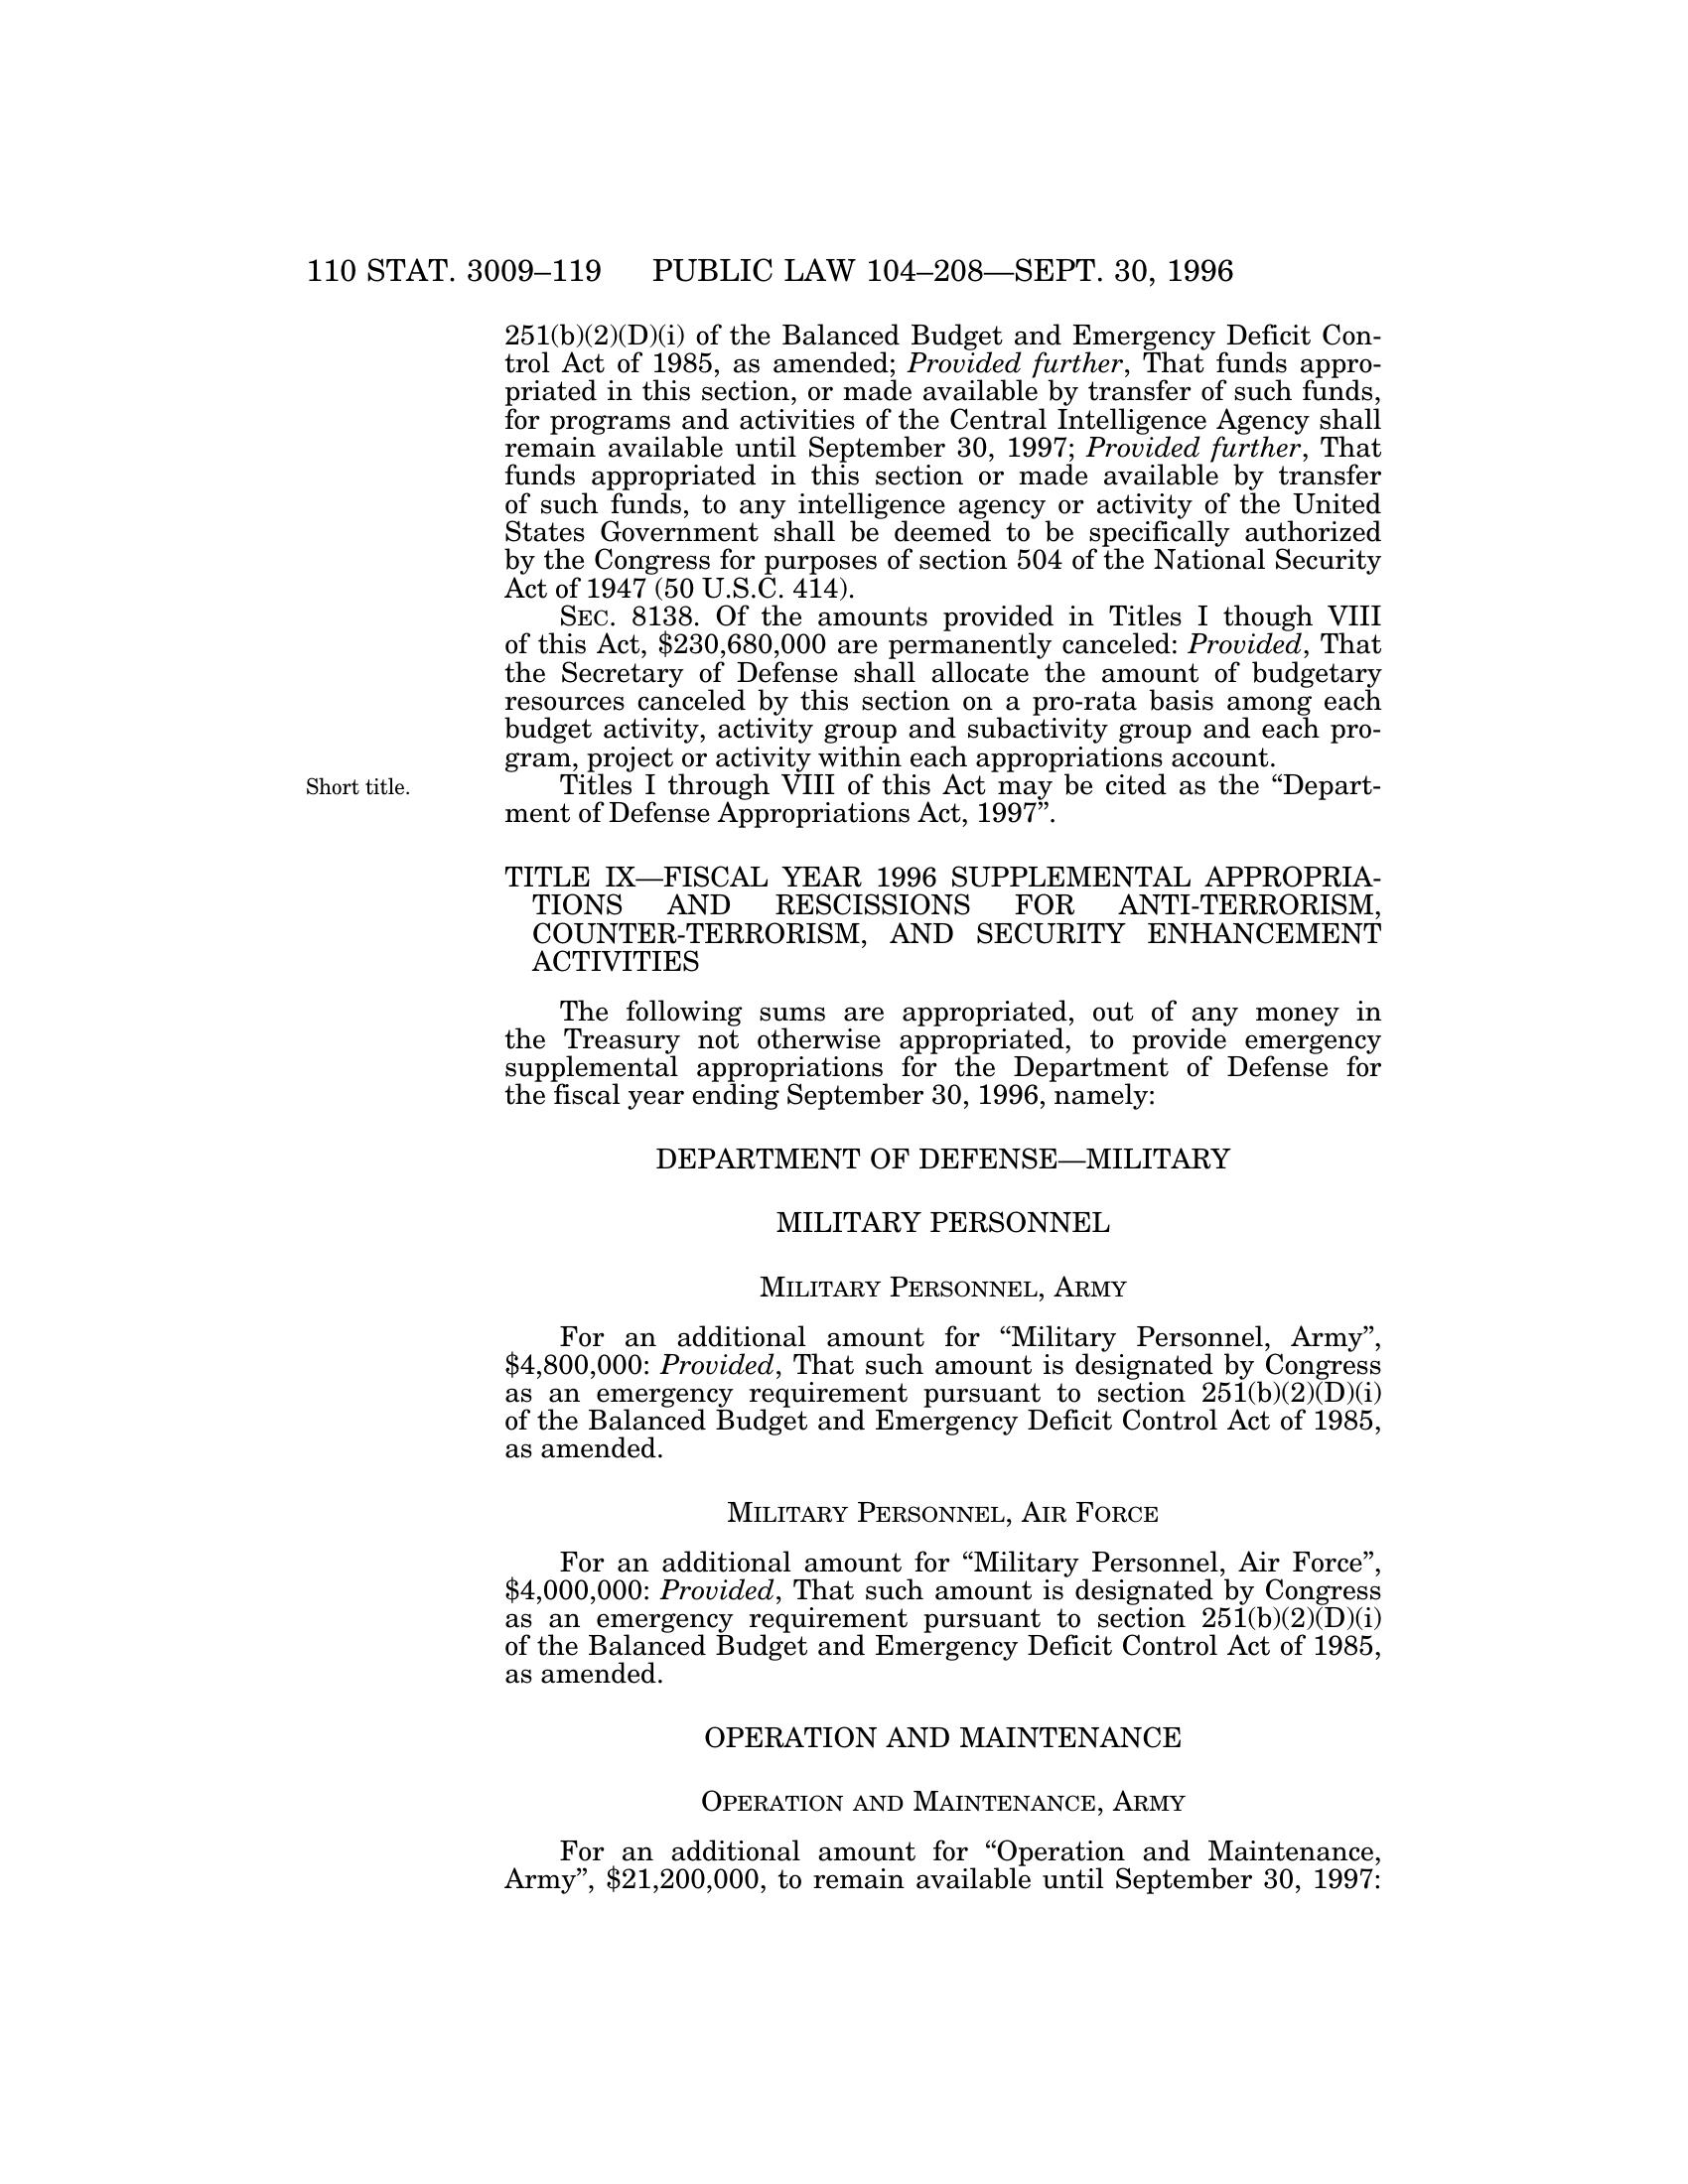 110 STAT. 3009–119 PUBLIC LAW 104–208—SEPT. 30, 1996
251(b)(2)(D)(i) of the Balanced Budget and Emergency Deficit Con-
trol Act of 1985, as amended; Provided further, That funds appro-
priated in this section, or made available by transfer of such funds,
for programs and activities of the Central Intelligence Agency shall
remain available until September 30, 1997; Provided further, That
funds appropriated in this section or made available by transfer
of such funds, to any intelligence agency or activity of the United
States Government shall be deemed to be specifically authorized
by the Congress for purposes of section 504 of the National Security
Act of 1947 (50 U.S.C. 414).
SEC. 8138. Of the amounts provided in Titles I though VIII
of this Act, $230,680,000 are permanently canceled: Provided, That
the Secretary of Defense shall allocate the amount of budgetary
resources canceled by this section on a pro-rata basis among each
budget activity, activity group and subactivity group and each pro-
gram, project or activity within each appropriations account.
Short title.
Titles I through VIII of this Act may be cited as the “Depart-
ment of Defense Appropriations Act, 1997”.
TITLE IX—FISCAL YEAR 1996 SUPPLEMENTAL APPROPRIA-
TIONS AND RESCISSIONS FOR ANTI-TERRORISM,
COUNTER-TERRORISM, AND SECURITY ENHANCEMENT
ACTIVITIES
The following sums are appropriated, out of any money in
the Treasury not otherwise appropriated, to provide emergency
supplemental appropriations for the Department of Defense for
the fiscal year ending September 30, 1996, namely:
DEPARTMENT OF DEFENSE—MILITARY
MILITARY PERSONNEL
MILITARY PERSONNEL, ARMY
For an additional amount for “Military Personnel, Army”,
$4,800,000: Provided, That such amount is designated by Congress
as an emergency requirement pursuant to section 251(b)(2)(D)(i)
of the Balanced Budget and Emergency Deficit Control Act of 1985,
as amended.
MILITARY PERSONNEL, AIR FORCE
For an additional amount for “Military Personnel, Air Force”,
$4,000,000: Provided, That such amount is designated by Congress
as an emergency requirement pursuant to section 251(b)(2)(D)(i)
of the Balanced Budget and Emergency Deficit Control Act of 1985,
as amended.
OPERATION AND MAINTENANCE
OPERATION AND MAINTENANCE, ARMY
For an additional amount for “Operation and Maintenance,
Army”, $21,200,000, to remain available until September 30, 1997: